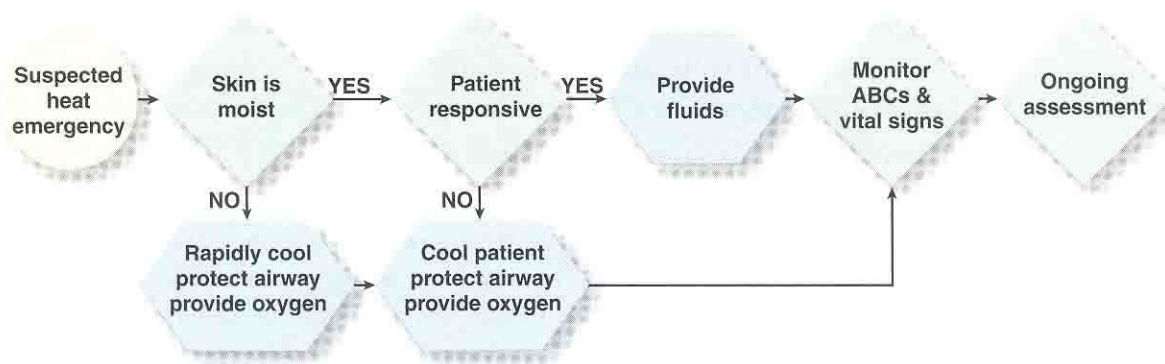 Suspected
heat
emergency
Skin is
moist
YES
Patient
responsive
YES
Provide
fluids
Monitor
ABCs &
vital signs
Ongoing
assessment
NO
NO
Rapidly cool
protect airway
provide oxygen
Cool patient
protect airway
provide oxygen